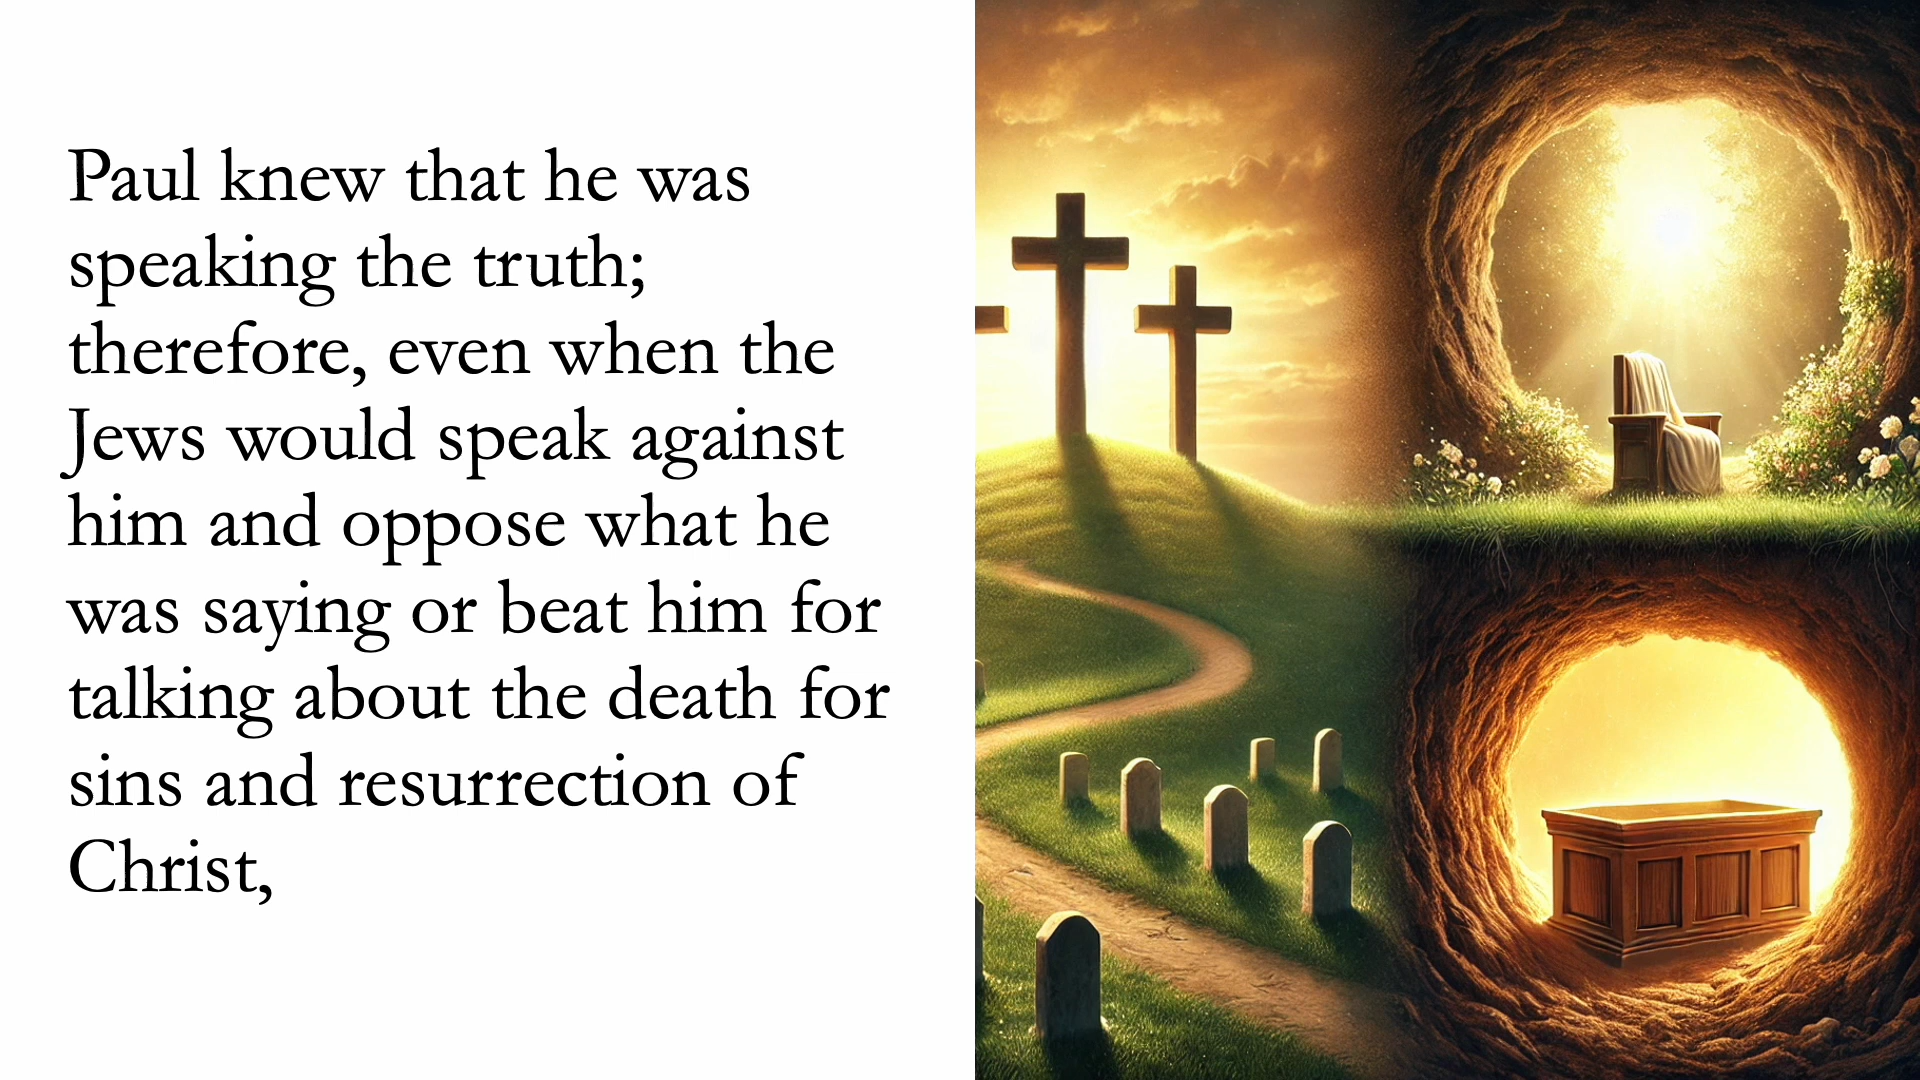 Paul knew that he was
speaking the truth;
therefore, even when the
Jews would speak against
him and oppose what he
was saying or beat him for
talking about the death for
sins and resurrection of
Christ,